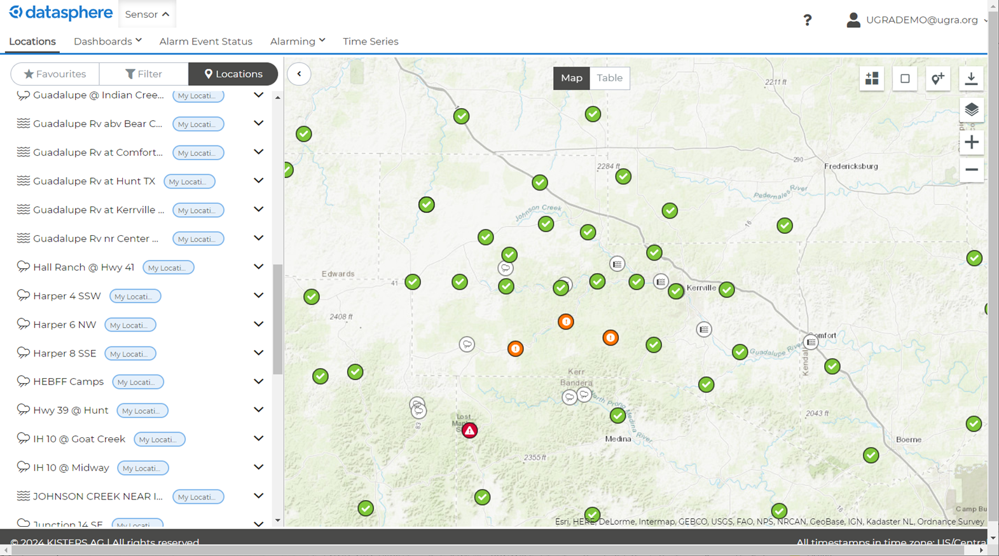 datasphere
Sensor
UGRADEMO@ugra.org
Locations
Dashboards
Alarm Event Status
Alarming
Time Series
Favourites
Filter
Locations
Map
Table
Guadalupe @ Indian Cree...
My Locati...
Guadalupe Rv abv Bear C...
My Locati...
Guadalupe Rv at Comfort...
My Locati...
Guadalupe Rv at Hunt TX
My Locati...
Guadalupe Rv at Kerrville ...
My Locati...
Guadalupe Rv nr Center ...
My Locati...
Hall Ranch @ Hwy 41
My Locati...
Harper 4 SSW
My Locati...
Harper 6 NW
My Locati...
Harper 8 SSE
My Locati...
HEBFF Camps
My Locati...
Hwy 39 @ Hunt
My Locati...
IH 10 @ Goat Creek
My Locati...
IH 10 @ Midway
My Locati...
JOHNSON CREEK NEAR I...
My Locati...
Junction 14 SE
My Locati...
2211 ft
290
Fredericksburg
2284 ft
Pedernales River
Johnson Creek
16
Edwards
41
Kerrville
2408 ft
Comfort
Guadalupe River
Kendall
Kerr
Bandera
North Prong Medina River
83
Lost
2043 ft
Medina
Boerne
2355 ft
16
Camp Bu
Esri, HERE, DeLorme, Intermap, GEBCO, USGS, FAO, NPS, NRCAN, GeoBase, IGN, Kadaster NL, Ordnance Survey
© 2024 KISTERS AG | All rights reserved
All timestamps in time zone: US/Central